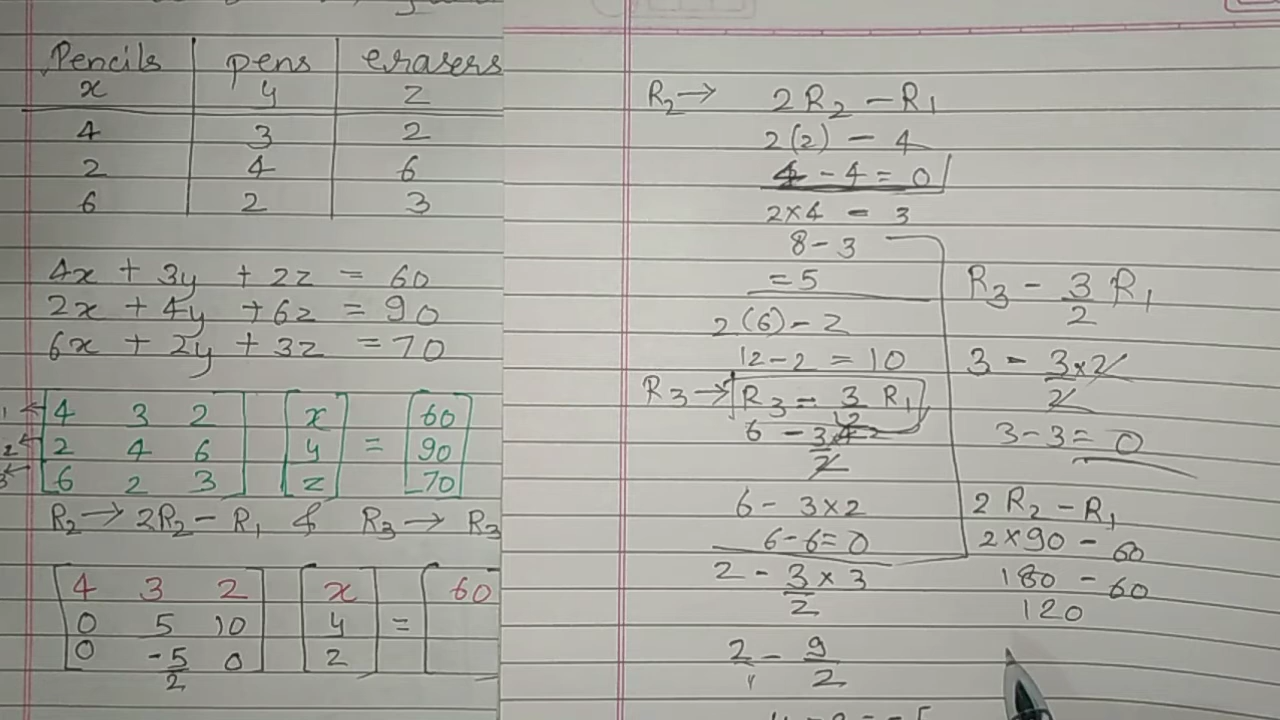 Pencils pens erasers
x y z
4 3 2
2 4 6
6 2 3
4x + 3y + 2z = 60
2x + 4y + 6z = 90
6x + 2y + 3z = 70
4 3 2 x 60
2 4 6 y = 90
6 2 3 z 70
R2 → 2R2 - R1 & R3 → R3
4 3 2 x 60
0 5 10 y =
0 -5/2 0 z
R2 → 2R2 - R1
2(2) - 4
4 - 4 = 0
2×4 - 3
8 - 3
= 5
2(6) - 2
12 - 2 = 10
R3 → R3 - 3/2 R1
6 - 3×4/2
6 - 3×2
6 - 6 = 0
2 - 3/2 × 3
2 - 9/2
R3 - 3/2 R1
3 - 3×2/2
3 - 3 = 0
2R2 - R1
2×90 - 60
180 - 60
120